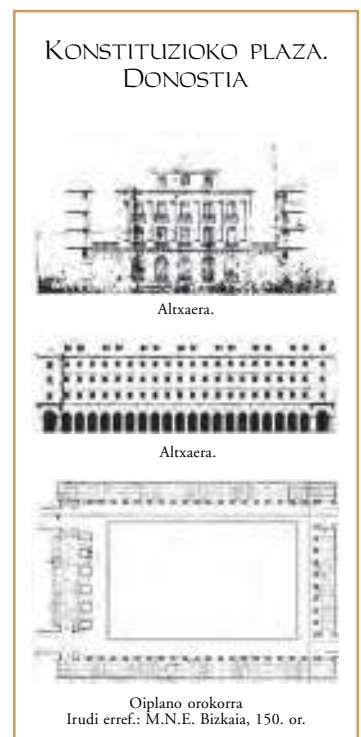 KONSTITUZIOKO PLAZA.
DONOSTIA
Altxaera.
Altxaera.
Oiplano orokorra
Irudi erref.: M.N.E. Bizkaia, 150. or.